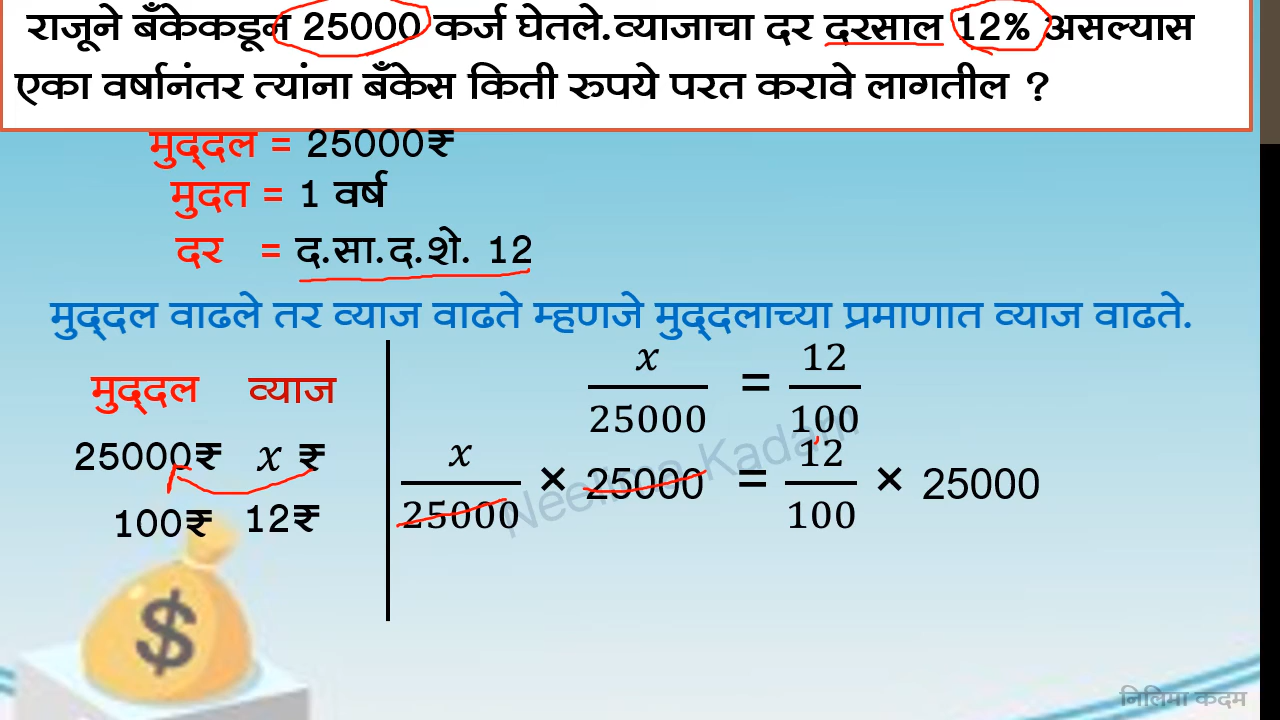 राजूने बँकेकडून 25000 कर्ज घेतले.व्याजाचा दर दरसाल 12% असल्यास
एका वर्षानंतर त्यांना बँकेस किती रुपये परत करावे लागतील ?
मुद्‌दल = 25000₹
मुदत = 1 वर्ष
दर = द.सा.द.शे. 12
मुद्‌दल वाढले तर व्याज वाढते म्हणजे मुद्‌दलाच्या प्रमाणात व्याज वाढते.
मुद्‌दल व्याज
25000₹ x ₹
100₹ 12₹
x/25000 = 12/100
x/25000 × 25000 = 12/100 × 25000
Neelima Kadam
निलिमा कदम